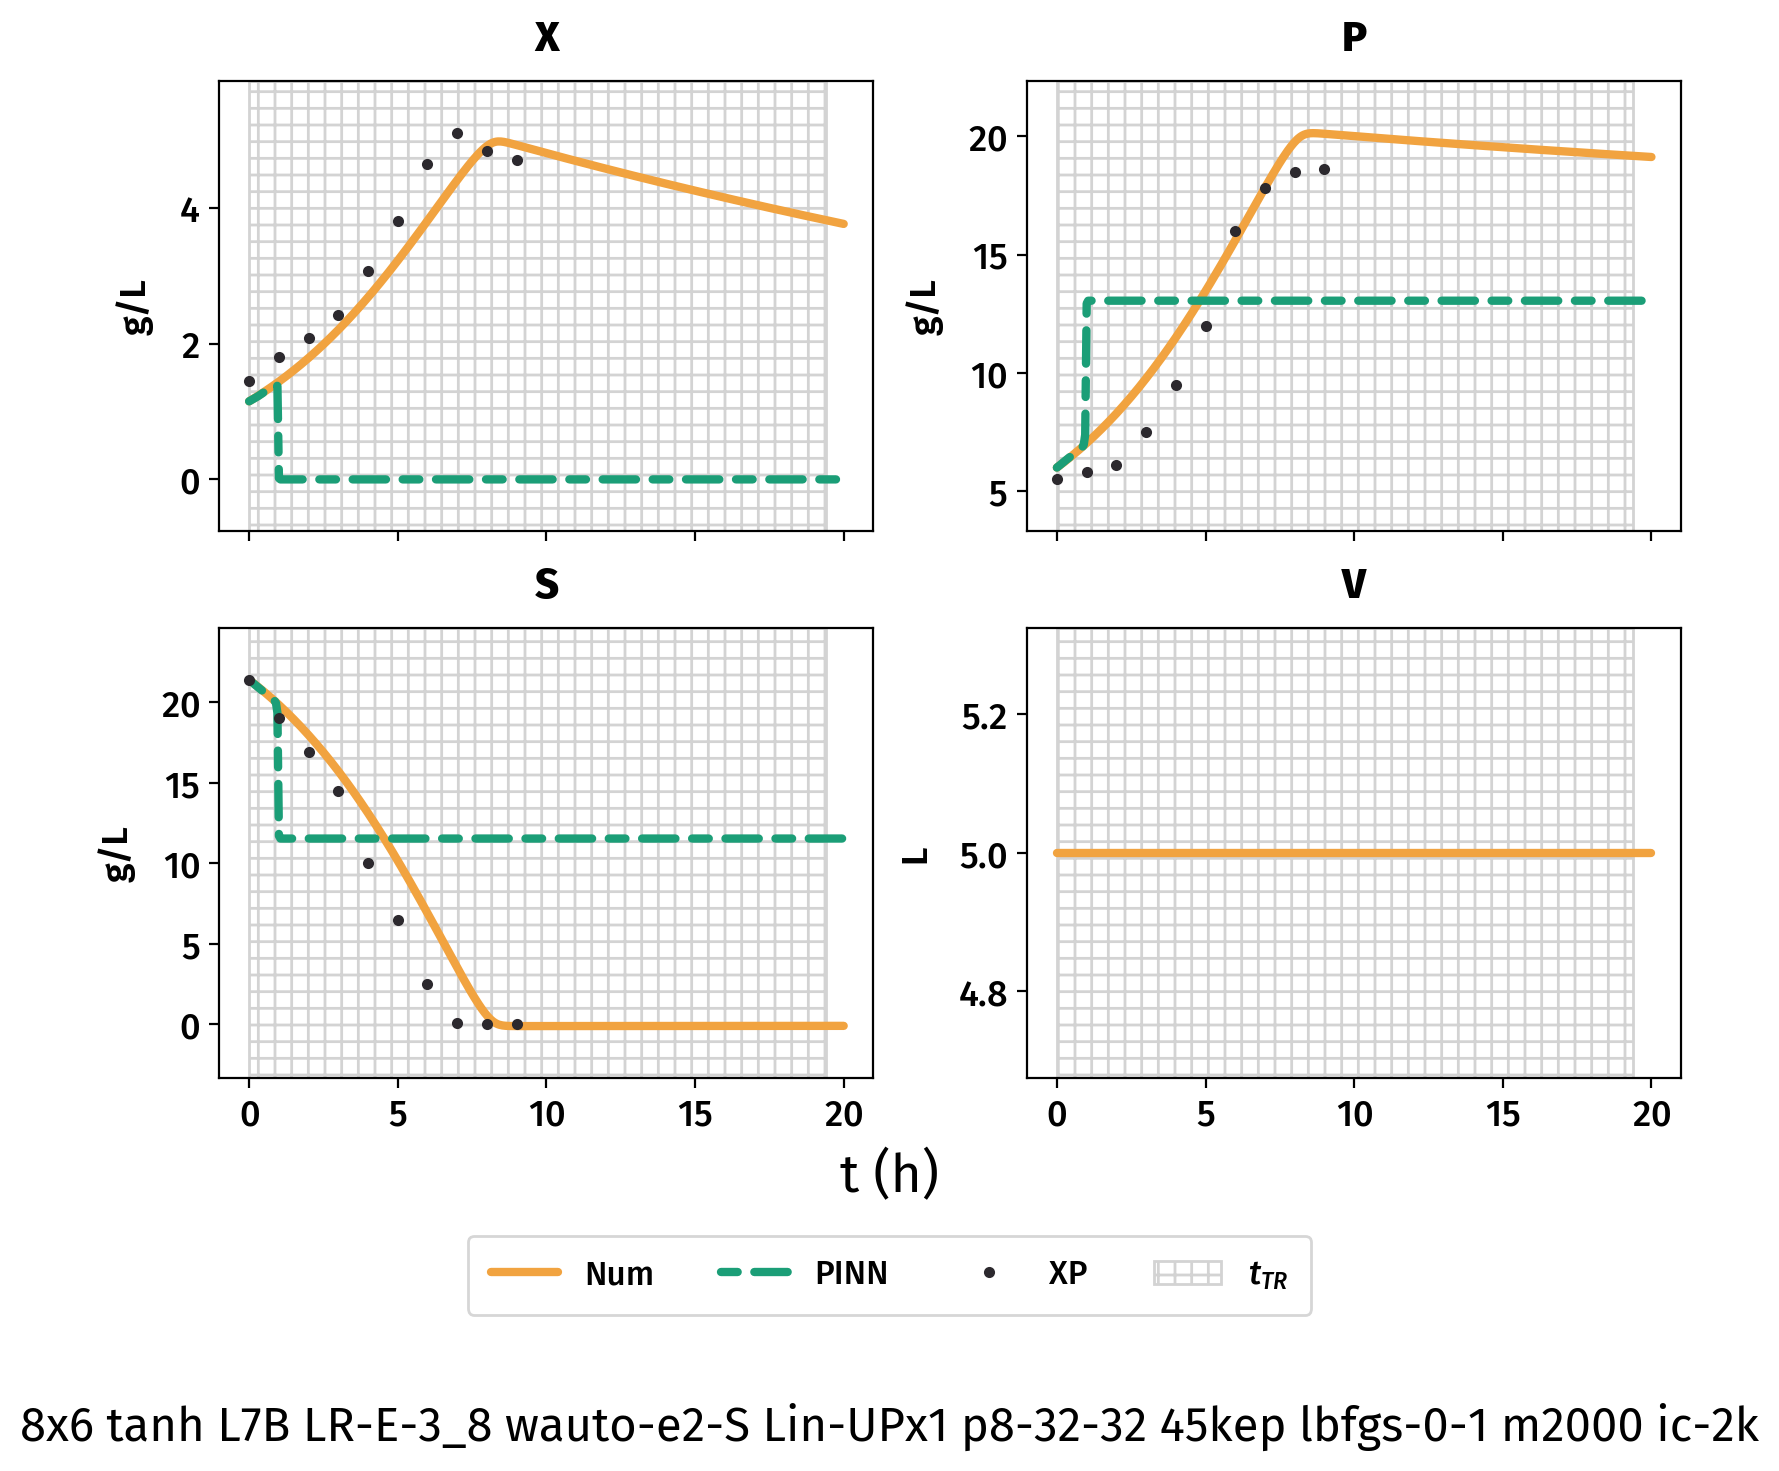 X
P
g/L
4
2
0
g/L
20
15
10
5
S
V
g/L
20
15
10
5
0
L
5.2
5.0
4.8
0 5 10 15 20
0 5 10 15 20
t (h)
Num PINN XP tTR
8x6 tanh L7B LR-E-3_8 wauto-e2-S Lin-UPx1 p8-32-32 45kep lbfgs-0-1 m2000 ic-2k